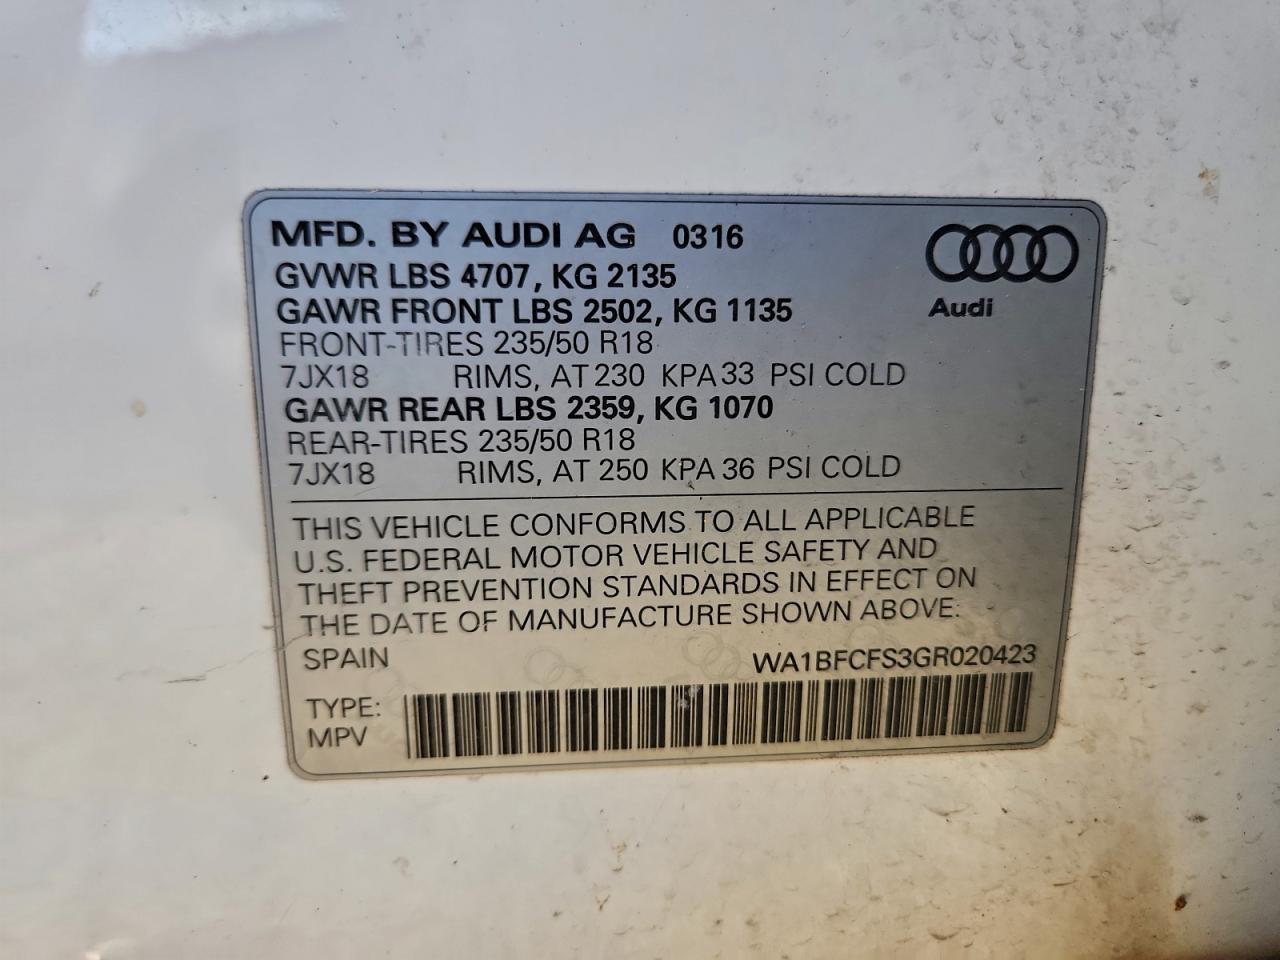 MFD. BY AUDI AG 0316
Audi
GVWR LBS 4707, KG 2135
GAWR FRONT LBS 2502, KG 1135
FRONT-TIRES 235/50 R18
7JX18 RIMS, AT 230 KPA 33 PSI COLD
GAWR REAR LBS 2359, KG 1070
REAR-TIRES 235/50 R18
7JX18 RIMS, AT 250 KPA 36 PSI COLD
THIS VEHICLE CONFORMS TO ALL APPLICABLE
U.S. FEDERAL MOTOR VEHICLE SAFETY AND
THEFT PREVENTION STANDARDS IN EFFECT ON
THE DATE OF MANUFACTURE SHOWN ABOVE:
SPAIN WA1BFCFS3GR020423
TYPE:
MPV